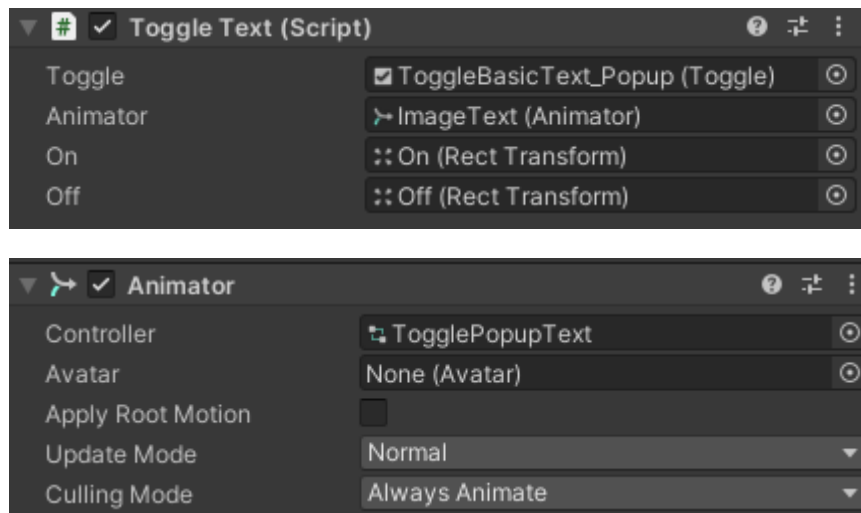 # Toggle Text (Script)
Toggle ToggleBasicText_Popup (Toggle)
Animator ImageText (Animator)
On On (Rect Transform)
Off Off (Rect Transform)
Animator
Controller TogglePopupText
Avatar None (Avatar)
Apply Root Motion
Update Mode Normal
Culling Mode Always Animate